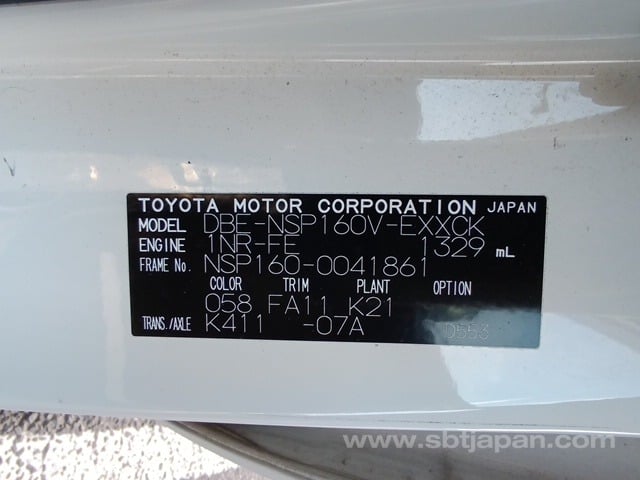 TOYOTA MOTOR CORPORATION JAPAN
MODEL DBE-NSP160V-EXXCK
ENGINE 1NR-FE 1329 mL
FRAME No. NSP160-0041861
COLOR TRIM PLANT OPTION
058 FA11 K21
TRANS./AXLE K411 -07A D553
www.sbtjapan.com